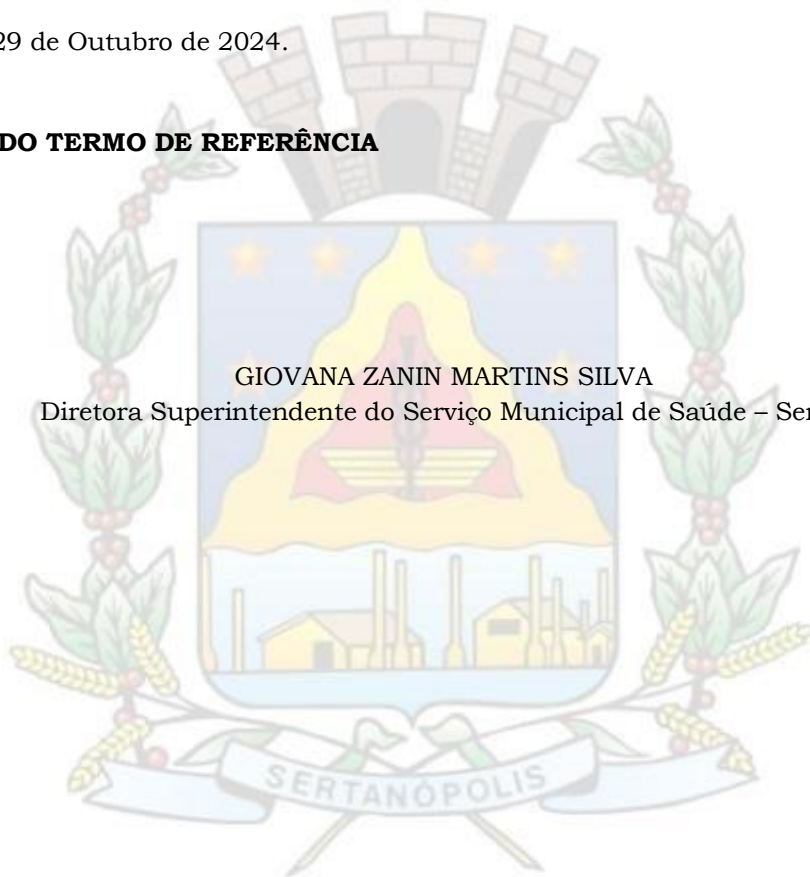 29 de Outubro de 2024.
DO TERMO DE REFERÊNCIA
GIOVANA ZANIN MARTINS SILVA
Diretora Superintendente do Serviço Municipal de Saúde – Ser
SERTANÓPOLIS